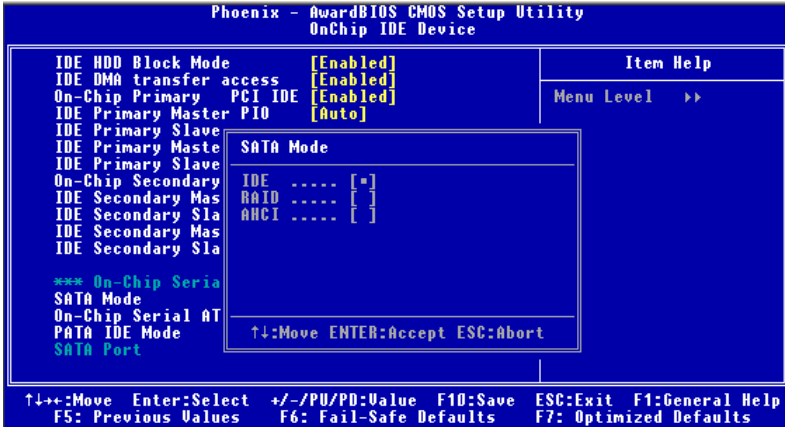 Phoenix - AwardBIOS CMOS Setup Utility
OnChip IDE Device
IDE HDD Block Mode [Enabled]
IDE DMA transfer access [Enabled]
On-Chip Primary PCI IDE [Enabled]
IDE Primary Master PIO [Auto]
IDE Primary Slave
IDE Primary Maste
IDE Primary Slave
On-Chip Secondary
IDE Secondary Mas
IDE Secondary Sla
IDE Secondary Mas
IDE Secondary Sla
*** On-Chip Seria
SATA Mode
On-Chip Serial AT
PATA IDE Mode
SATA Port
SATA Mode
IDE ..... [▪]
RAID ..... [ ]
AHCI ..... [ ]
↑↓:Move ENTER:Accept ESC:Abort
Item Help
Menu Level ▸▸
↑↓→←:Move Enter:Select +/-/PU/PD:Value F10:Save ESC:Exit F1:General Help
F5: Previous Values F6: Fail-Safe Defaults F7: Optimized Defaults